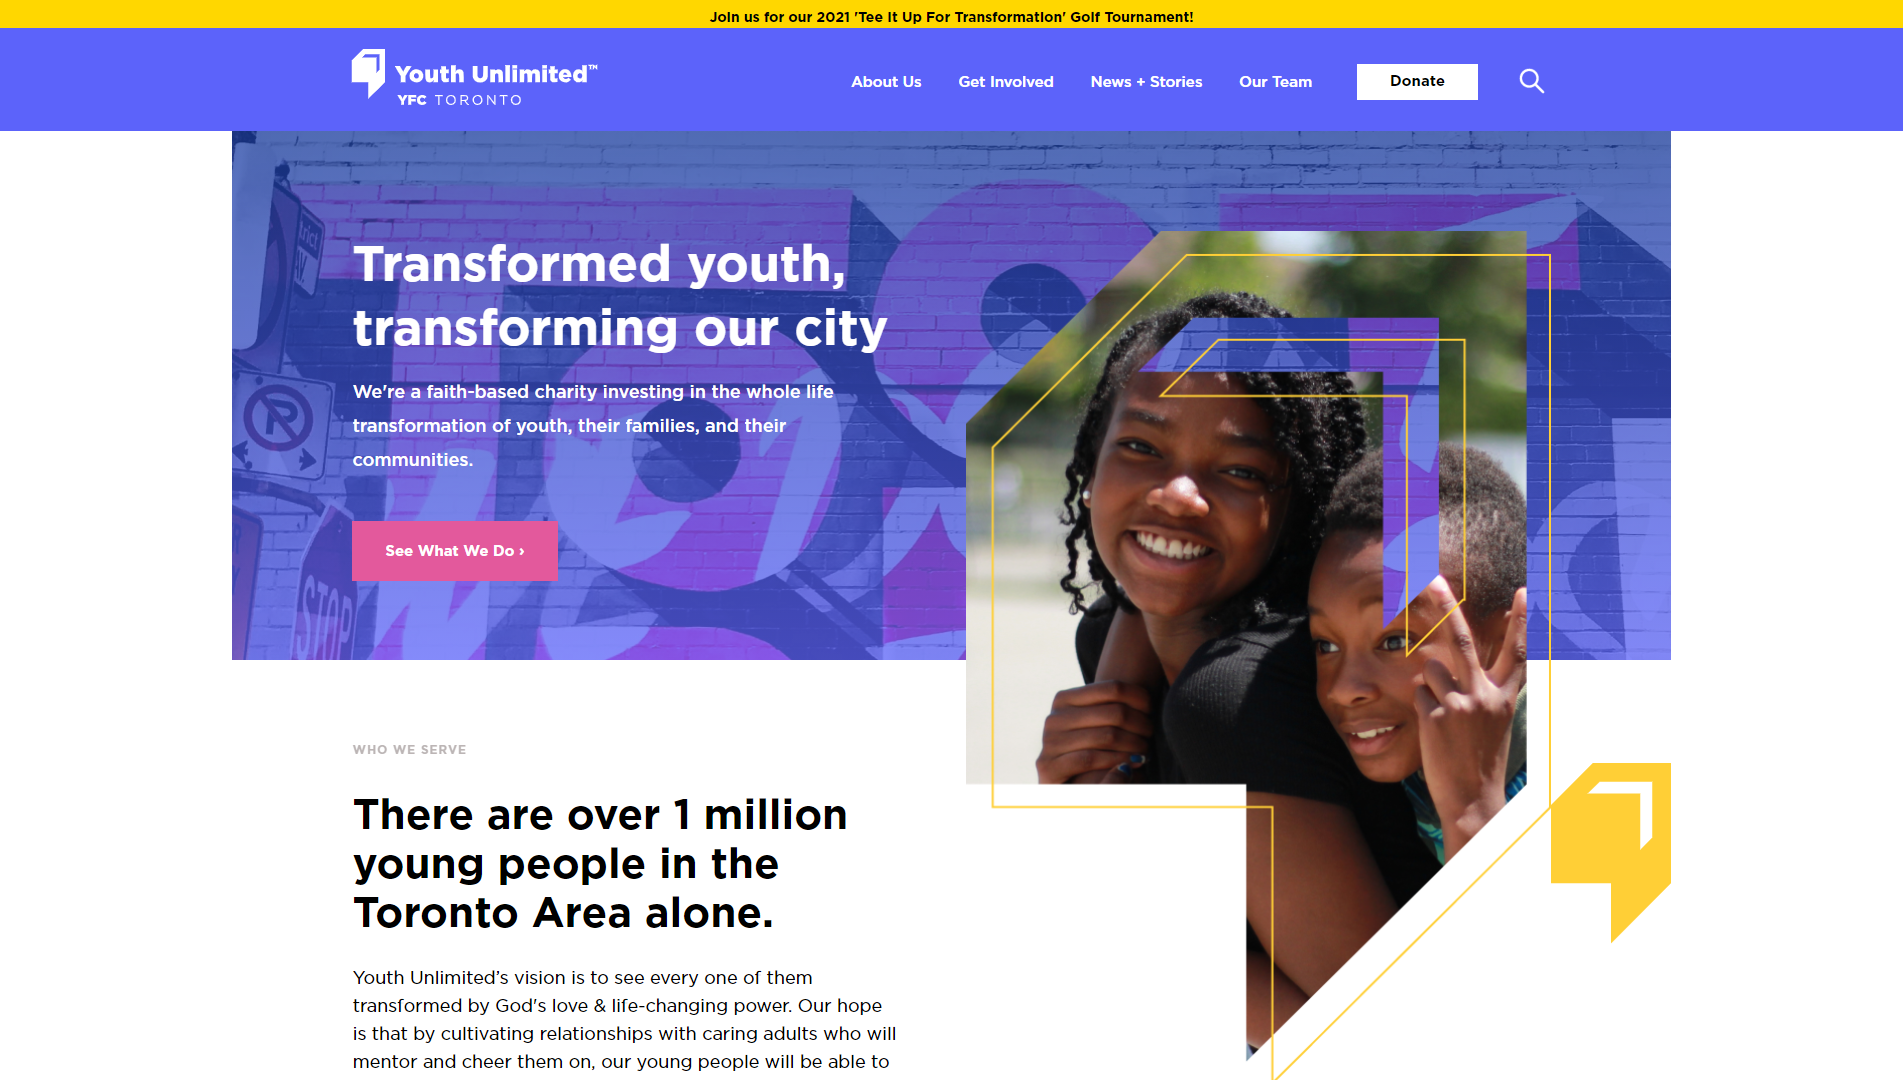 Join us for our 2021 'Tee It Up For Transformation' Golf Tournament!
Youth Unlimited™
YFC TORONTO
About Us
Get Involved
News + Stories
Our Team
Donate
Transformed youth,
transforming our city
We're a faith-based charity investing in the whole life
transformation of youth, their families, and their
communities.
See What We Do ›
STOP
WHO WE SERVE
There are over 1 million
young people in the
Toronto Area alone.
Youth Unlimited’s vision is to see every one of them
transformed by God's love & life-changing power. Our hope
is that by cultivating relationships with caring adults who will
mentor and cheer them on, our young people will be able to